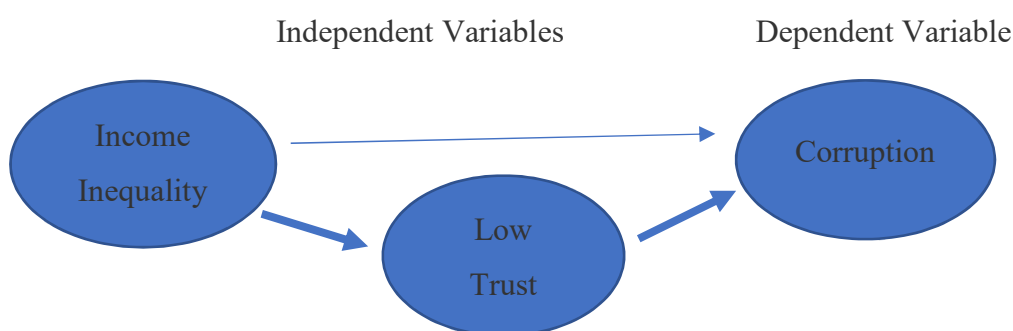 Independent Variables
Dependent Variable
Income
Inequality
Corruption
Low
Trust